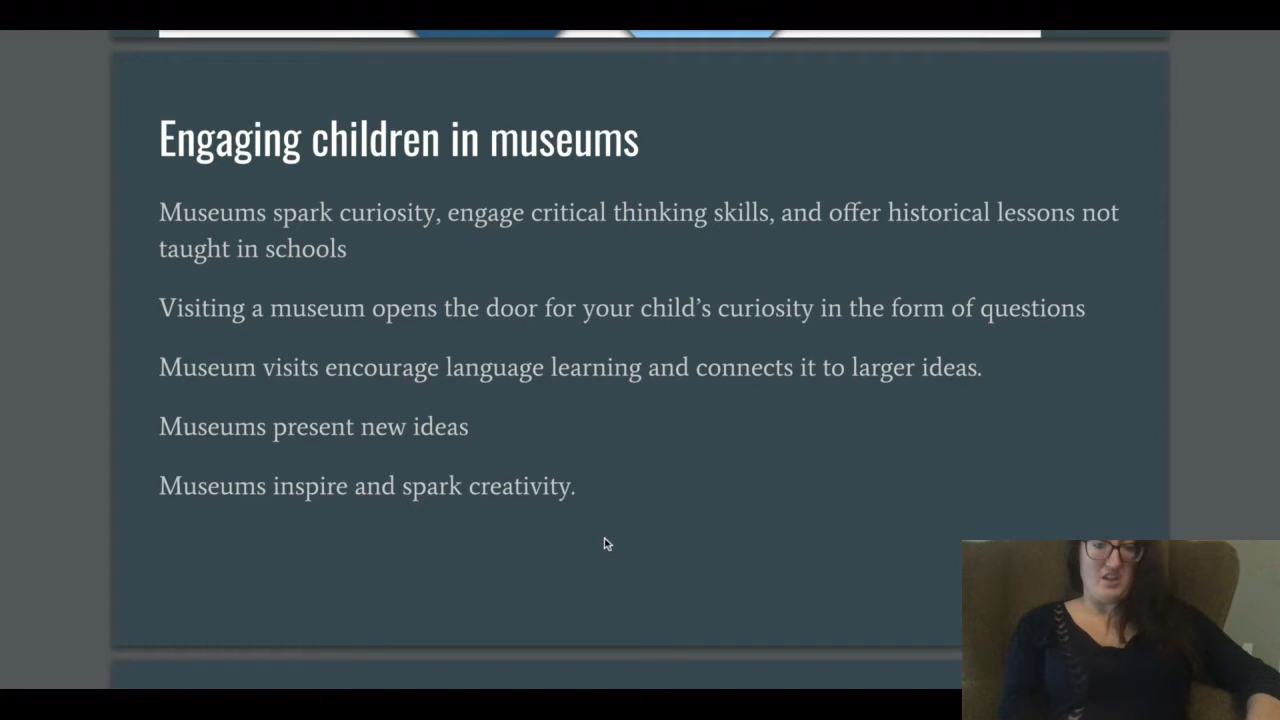 Engaging children in museums
Museums spark curiosity, engage critical thinking skills, and offer historical lessons not
taught in schools
Visiting a museum opens the door for your child’s curiosity in the form of questions
Museum visits encourage language learning and connects it to larger ideas.
Museums present new ideas
Museums inspire and spark creativity.